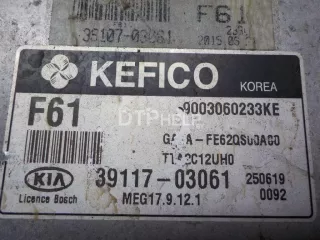 F61
35107-03061
2015.05
KEFICO
KOREA
F61
9003060233KE
KIA
39117-03061
250619
Licence Bosch
MEG17.9.12.1
0092